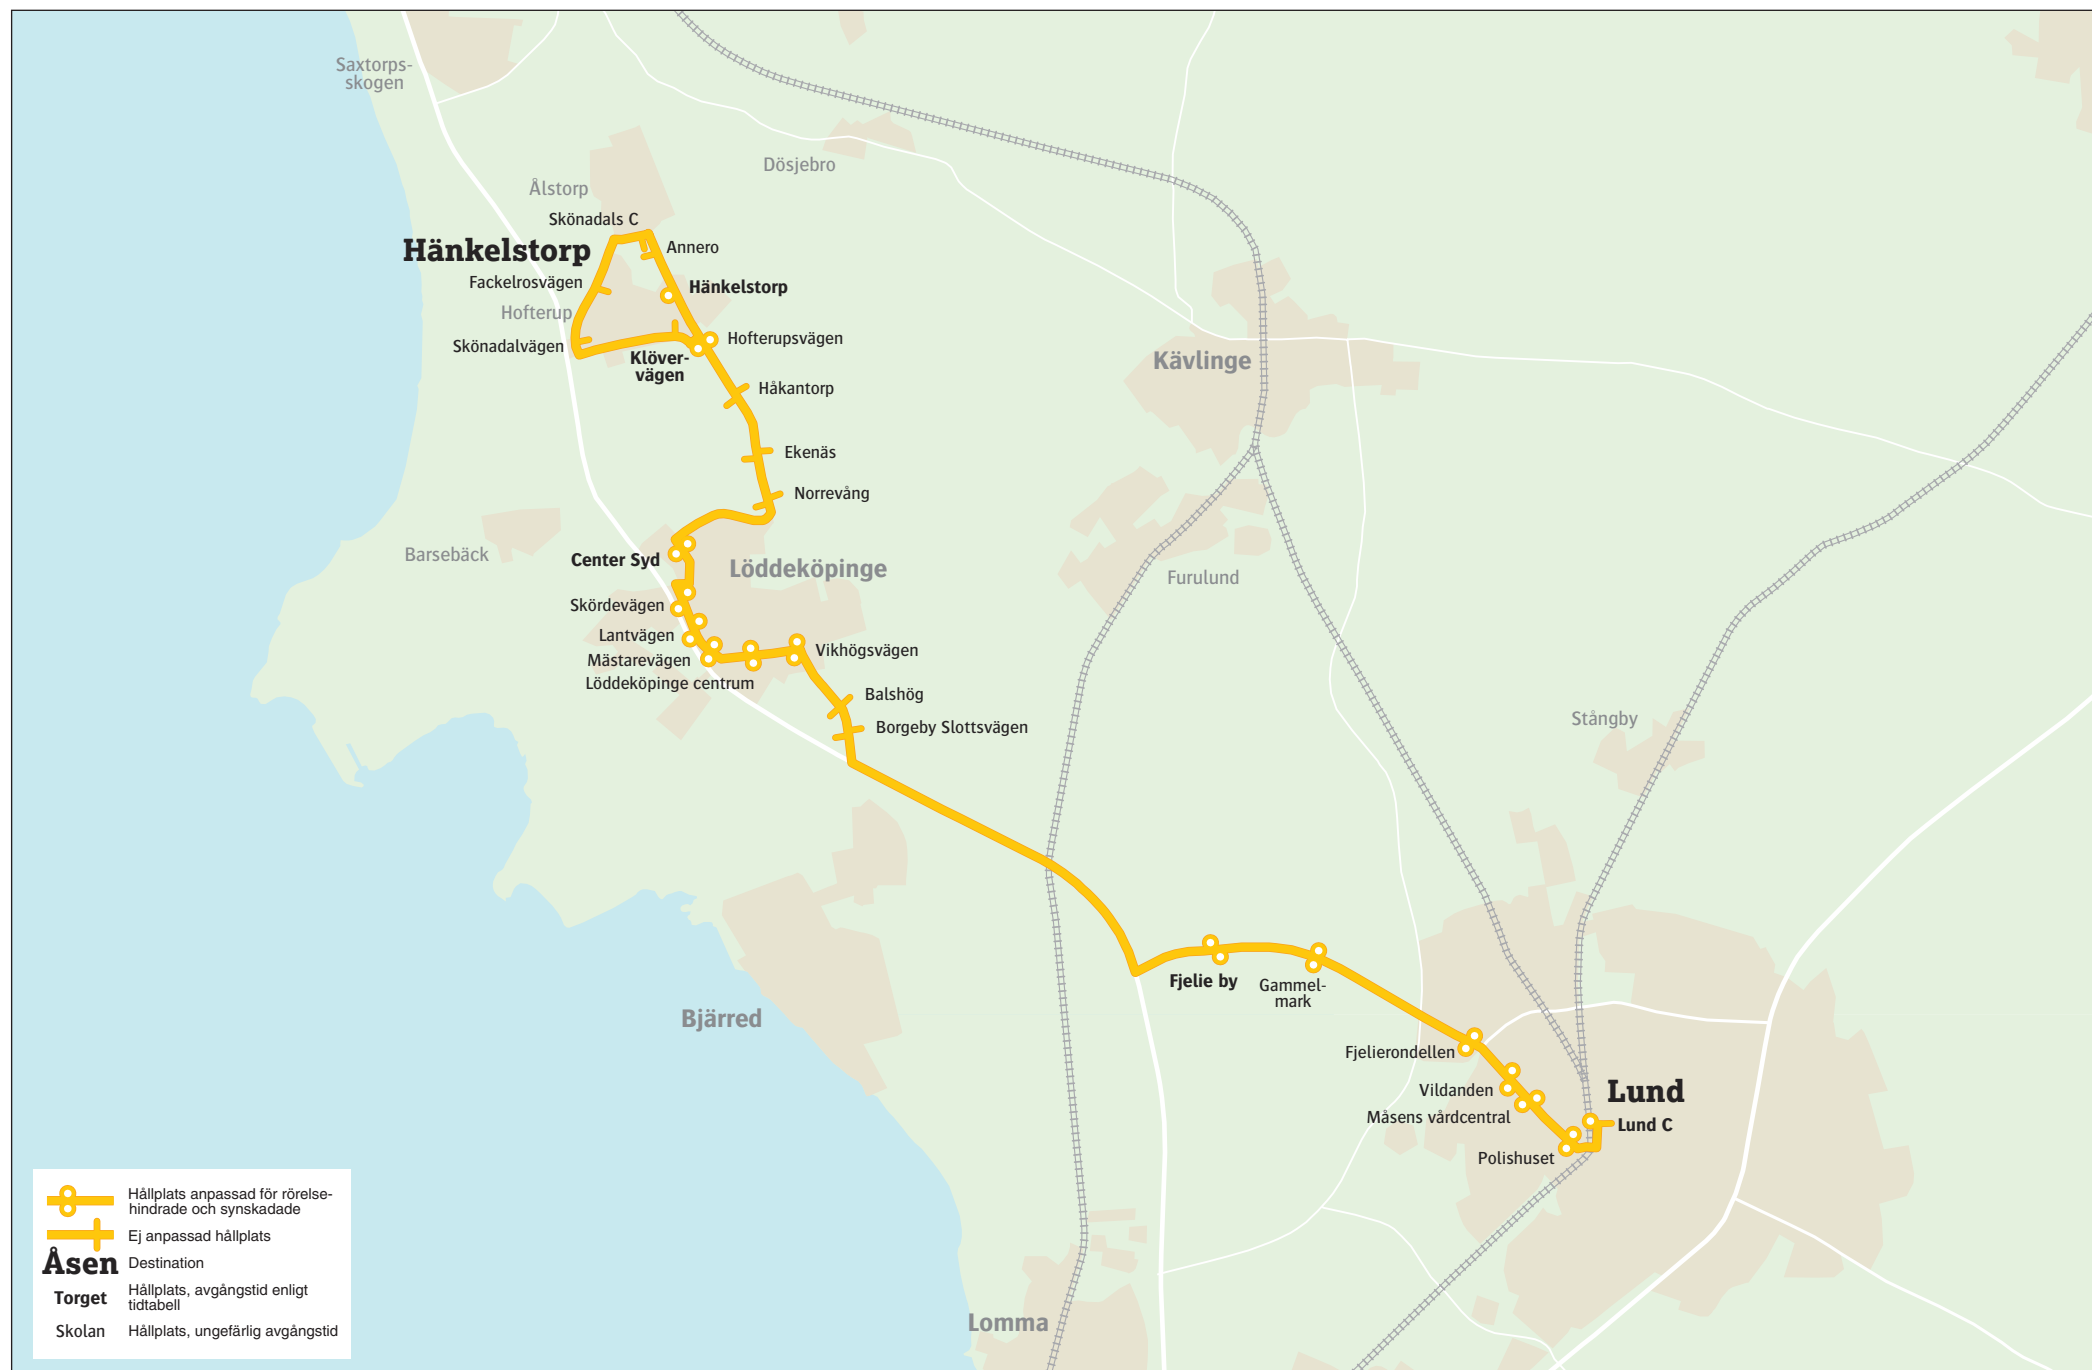 Saxtorps-
skogen
Dösjebro
Ålstorp
Skönadals C
Hänkelstorp
Annero
Fackelrosvägen
Hänkelstorp
Hofterup
Skönadalvägen
Klöver-
vägen
Hofterupsvägen
Kävlinge
Håkantorp
Ekenäs
Norrevång
Barsebäck
Center Syd
Löddeköpinge
Furulund
Skördevägen
Lantvägen
Mästarevägen
Vikhögsvägen
Löddeköpinge centrum
Balshög
Borgeby Slottsvägen
Stångby
Fjelie by
Gammel-
mark
Bjärred
Fjelierondellen
Vildanden
Lund
Måsens vårdcentral
Lund C
Polishuset
Lomma
Hållplats anpassad för rörelse-
hindrade och synskadade
Ej anpassad hållplats
Åsen Destination
Torget Hållplats, avgångstid enligt
tidtabell
Skolan Hållplats, ungefärlig avgångstid